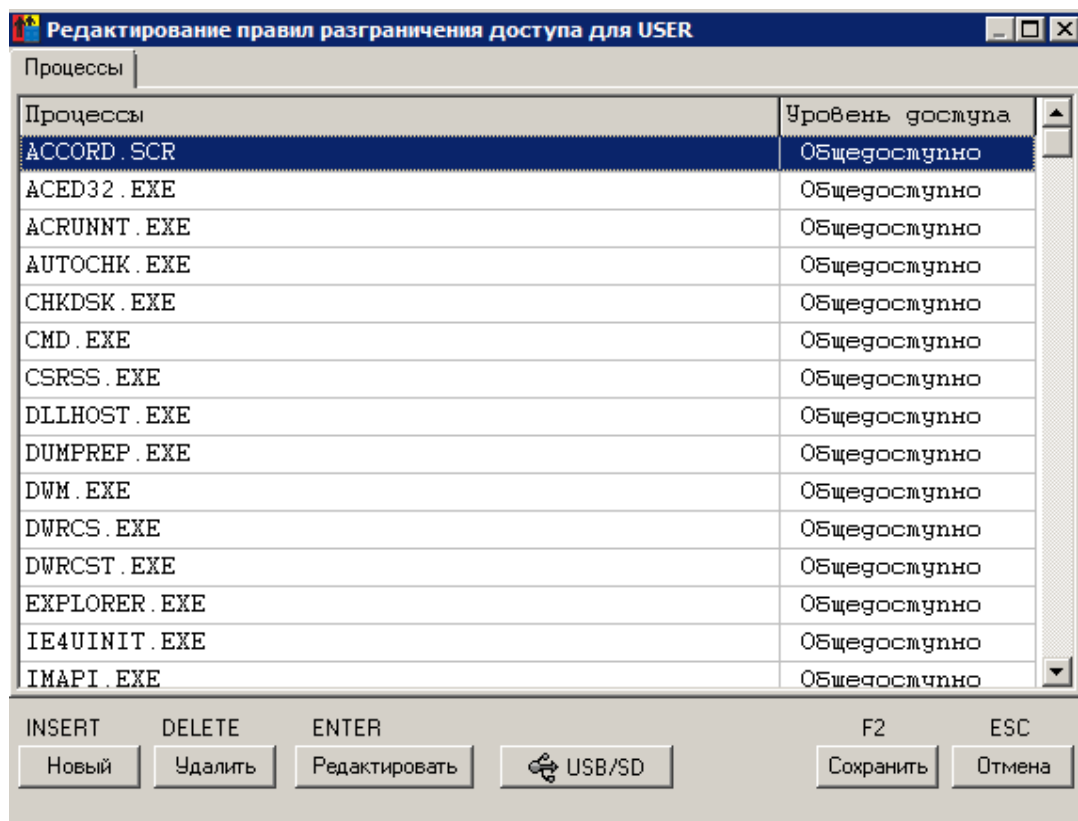 Редактирование правил разграничения доступа для USER
Процессы
Процессы Уровень доступа
ACCORD.SCR Общедоступно
ACED32.EXE Общедоступно
ACRUNNT.EXE Общедоступно
AUTOCHK.EXE Общедоступно
CHKDSK.EXE Общедоступно
CMD.EXE Общедоступно
CSRSS.EXE Общедоступно
DLLHOST.EXE Общедоступно
DUMPREP.EXE Общедоступно
DWM.EXE Общедоступно
DWRCS.EXE Общедоступно
DWRCST.EXE Общедоступно
EXPLORER.EXE Общедоступно
IE4UINIT.EXE Общедоступно
IMAPI.EXE Общедоступно
INSERT DELETE ENTER F2 ESC
Новый Удалить Редактировать USB/SD Сохранить Отмена